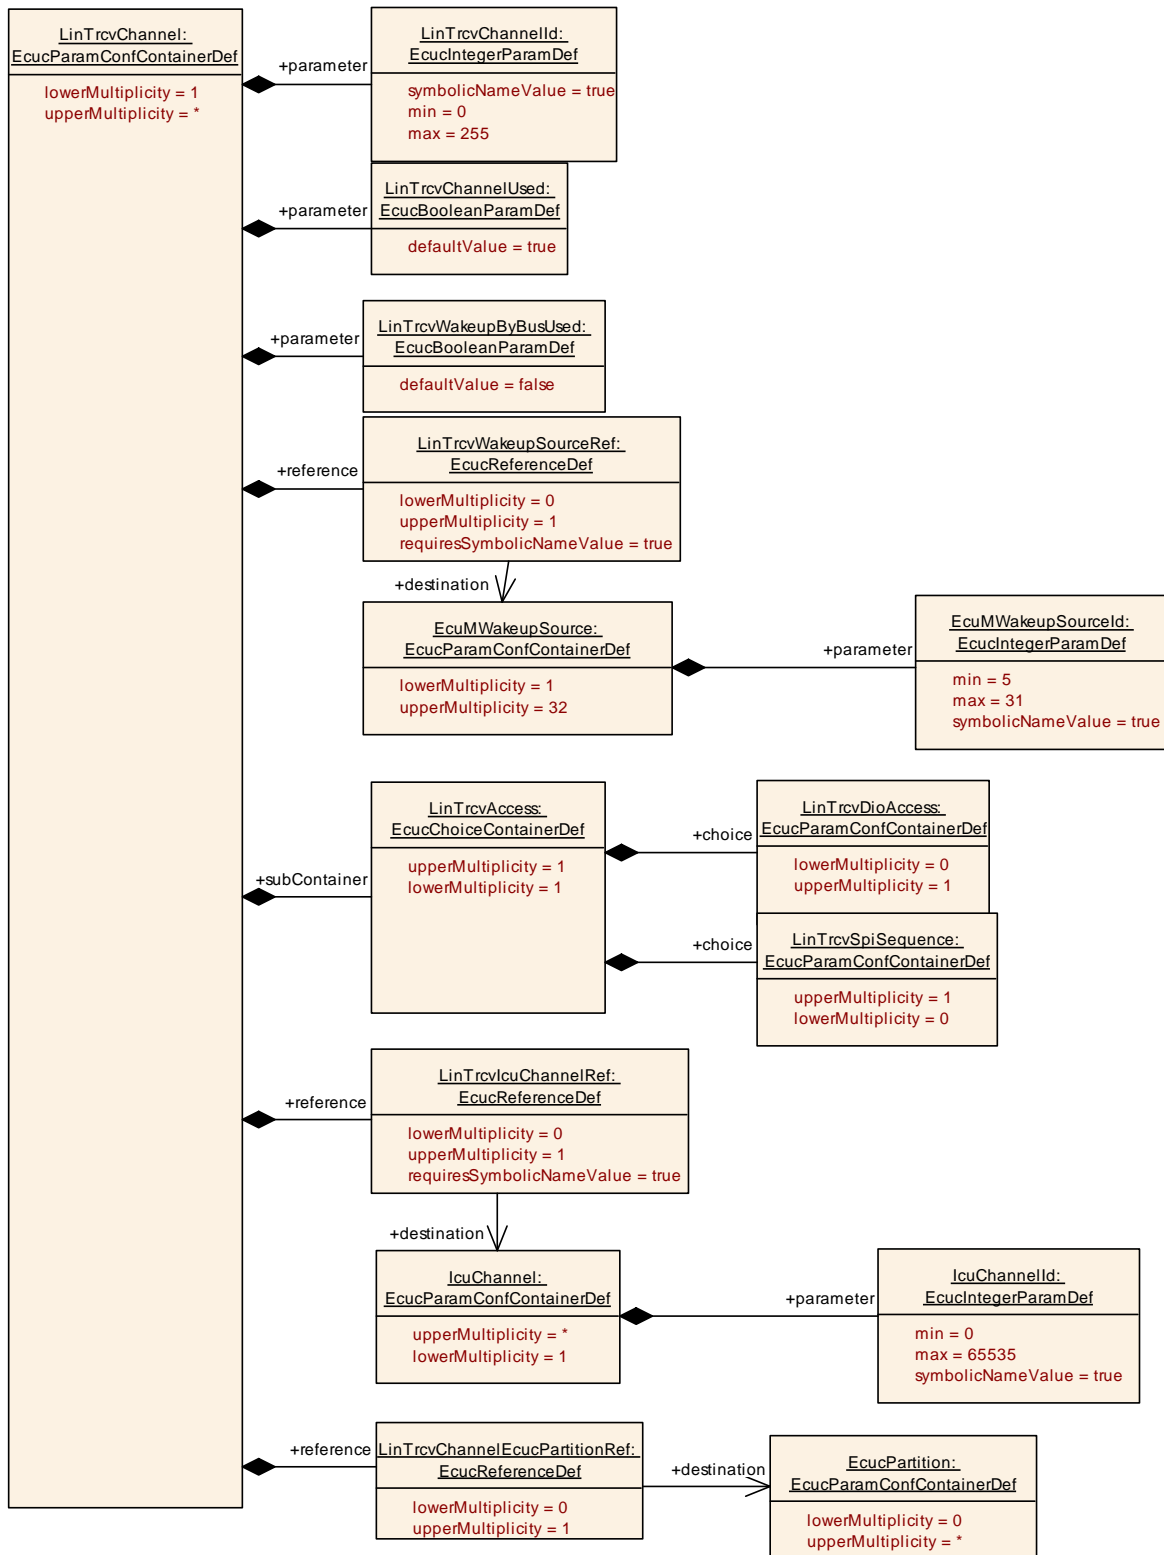 LinTrcvChannel:
EcucParamConfContainerDef
lowerMultiplicity = 1
upperMultiplicity = *
+parameter
LinTrcvChannelId:
EcucIntegerParamDef
symbolicNameValue = true
min = 0
max = 255
+parameter
LinTrcvChannelUsed:
EcucBooleanParamDef
defaultValue = true
+parameter
LinTrcvWakeupByBusUsed:
EcucBooleanParamDef
defaultValue = false
+reference
LinTrcvWakeupSourceRef:
EcucReferenceDef
lowerMultiplicity = 0
upperMultiplicity = 1
requiresSymbolicNameValue = true
+destination
EcuMWakeupSource:
EcucParamConfContainerDef
lowerMultiplicity = 1
upperMultiplicity = 32
+parameter
EcuMWakeupSourceId:
EcucIntegerParamDef
min = 5
max = 31
symbolicNameValue = true
+subContainer
LinTrcvAccess:
EcucChoiceContainerDef
upperMultiplicity = 1
lowerMultiplicity = 1
+choice
LinTrcvDioAccess:
EcucParamConfContainerDef
lowerMultiplicity = 0
upperMultiplicity = 1
+choice
LinTrcvSpiSequence:
EcucParamConfContainerDef
upperMultiplicity = 1
lowerMultiplicity = 0
+reference
LinTrcvIcuChannelRef:
EcucReferenceDef
lowerMultiplicity = 0
upperMultiplicity = 1
requiresSymbolicNameValue = true
+destination
IcuChannel:
EcucParamConfContainerDef
upperMultiplicity = *
lowerMultiplicity = 1
+parameter
IcuChannelId:
EcucIntegerParamDef
min = 0
max = 65535
symbolicNameValue = true
+reference
LinTrcvChannelEcucPartitionRef:
EcucReferenceDef
lowerMultiplicity = 0
upperMultiplicity = 1
+destination
EcucPartition:
EcucParamConfContainerDef
lowerMultiplicity = 0
upperMultiplicity = *